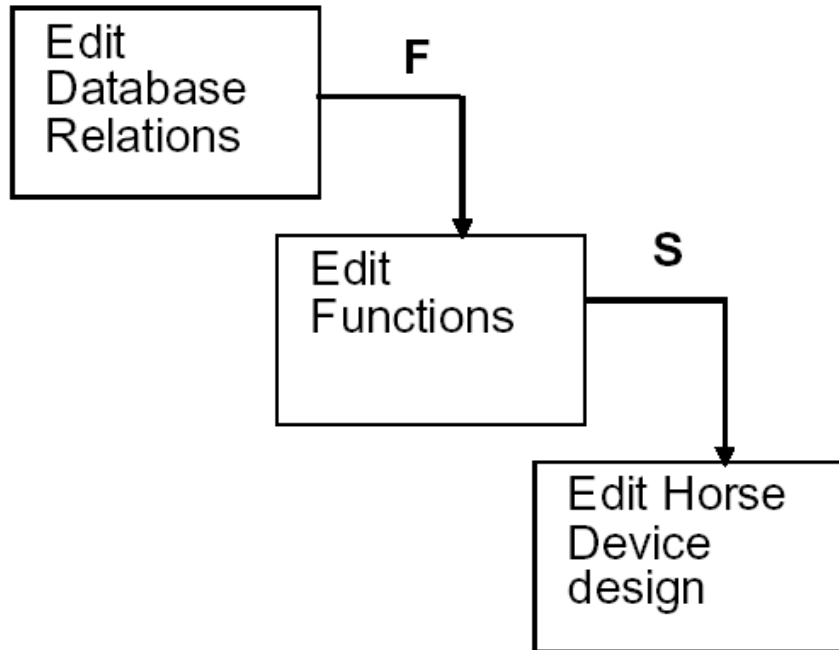 Edit
Database
Relations
F
Edit
Functions
S
Edit Horse
Device
design